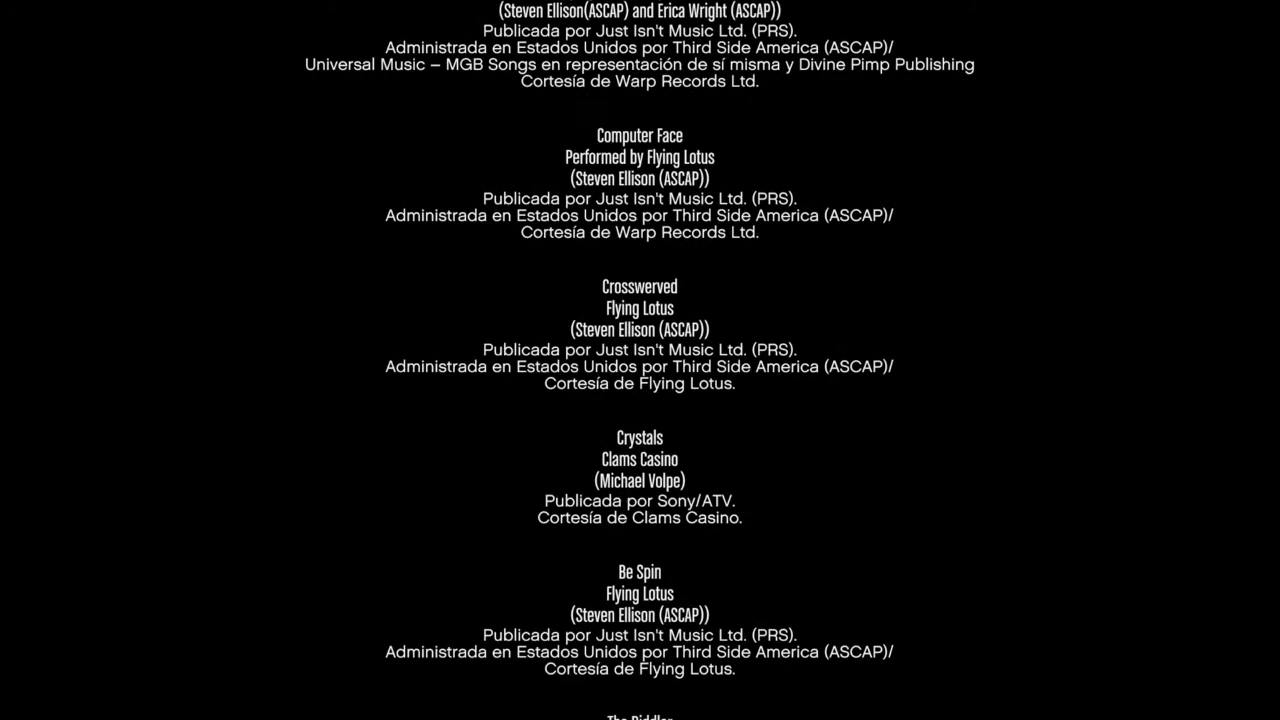 (Steven Ellison(ASCAP) and Erica Wright (ASCAP))
Publicada por Just Isn't Music Ltd. (PRS).
Administrada en Estados Unidos por Third Side America (ASCAP)/
Universal Music – MGB Songs en representación de sí misma y Divine Pimp Publishing
Cortesía de Warp Records Ltd.
Computer Face
Performed by Flying Lotus
(Steven Ellison (ASCAP))
Publicada por Just Isn't Music Ltd. (PRS).
Administrada en Estados Unidos por Third Side America (ASCAP)/
Cortesía de Warp Records Ltd.
Crosswerved
Flying Lotus
(Steven Ellison (ASCAP))
Publicada por Just Isn't Music Ltd. (PRS).
Administrada en Estados Unidos por Third Side America (ASCAP)/
Cortesía de Flying Lotus.
Crystals
Clams Casino
(Michael Volpe)
Publicada por Sony/ATV.
Cortesía de Clams Casino.
Be Spin
Flying Lotus
(Steven Ellison (ASCAP))
Publicada por Just Isn't Music Ltd. (PRS).
Administrada en Estados Unidos por Third Side America (ASCAP)/
Cortesía de Flying Lotus.
The Riddler